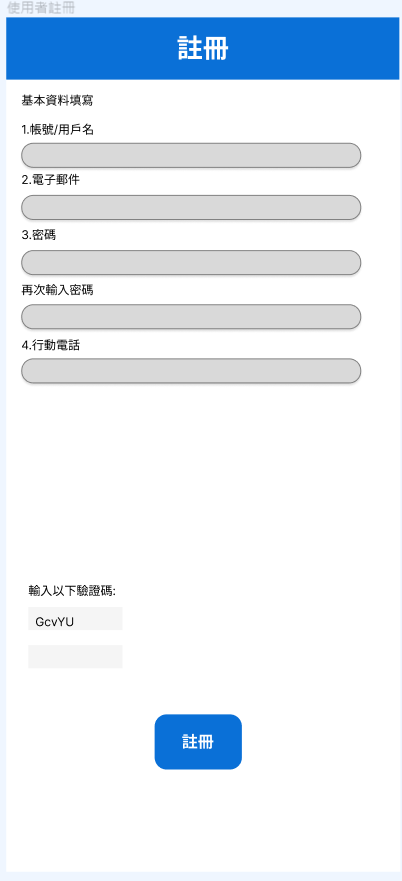 使用者註冊
註冊
基本資料填寫
1.帳號/用戶名
2.電子郵件
3.密碼
再次輸入密碼
4.行動電話
輸入以下驗證碼:
GcvYU
註冊